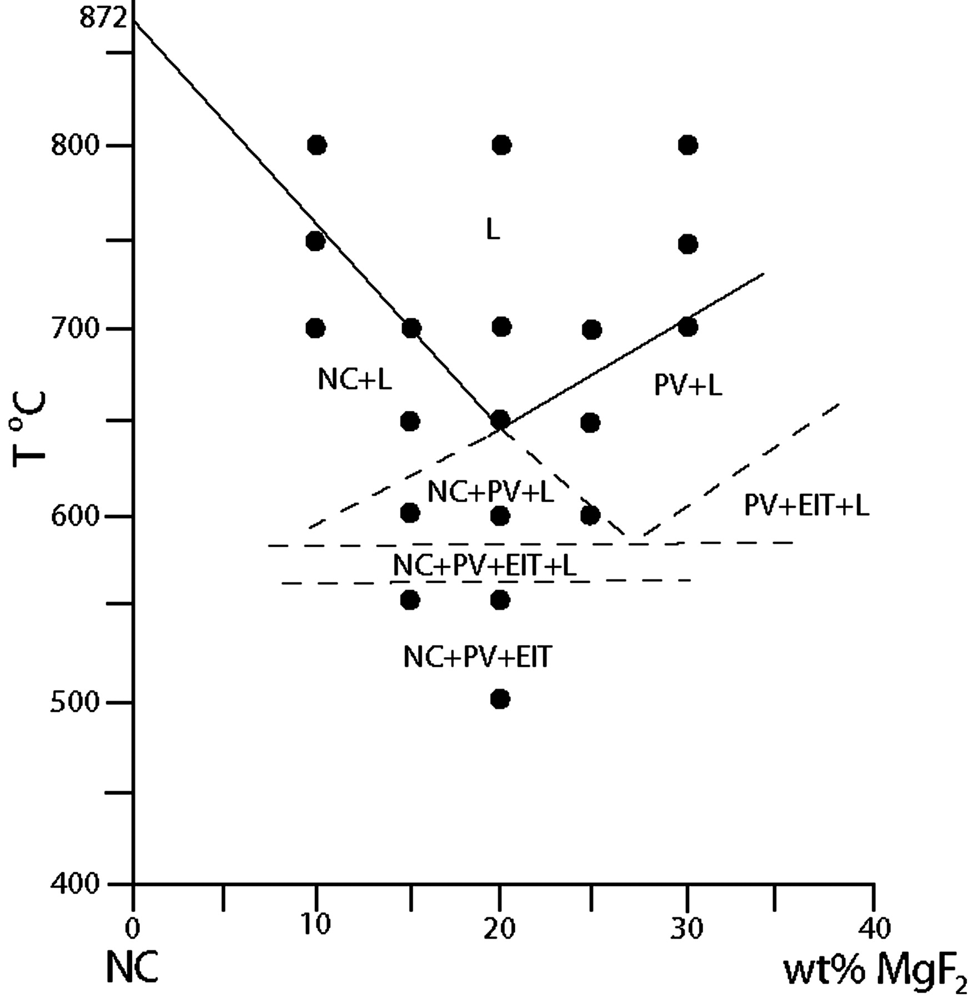 872
800
L
700
NC+L
PV+L
T °C
NC+PV+L
PV+EIT+L
600
NC+PV+EIT+L
NC+PV+EIT
500
400
0 10 20 30 40
NC wt% MgF₂